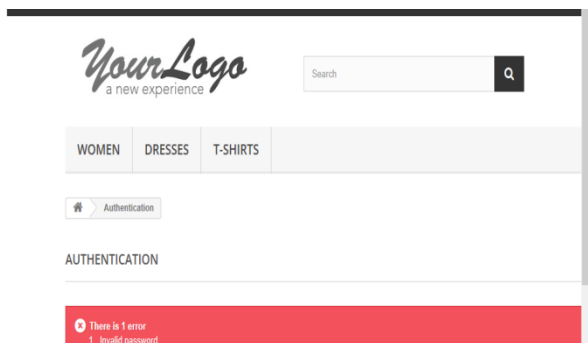 YourLogo
a new experience
Search
WOMEN DRESSES T-SHIRTS
Authentication
AUTHENTICATION
There is 1 error
1. Invalid password